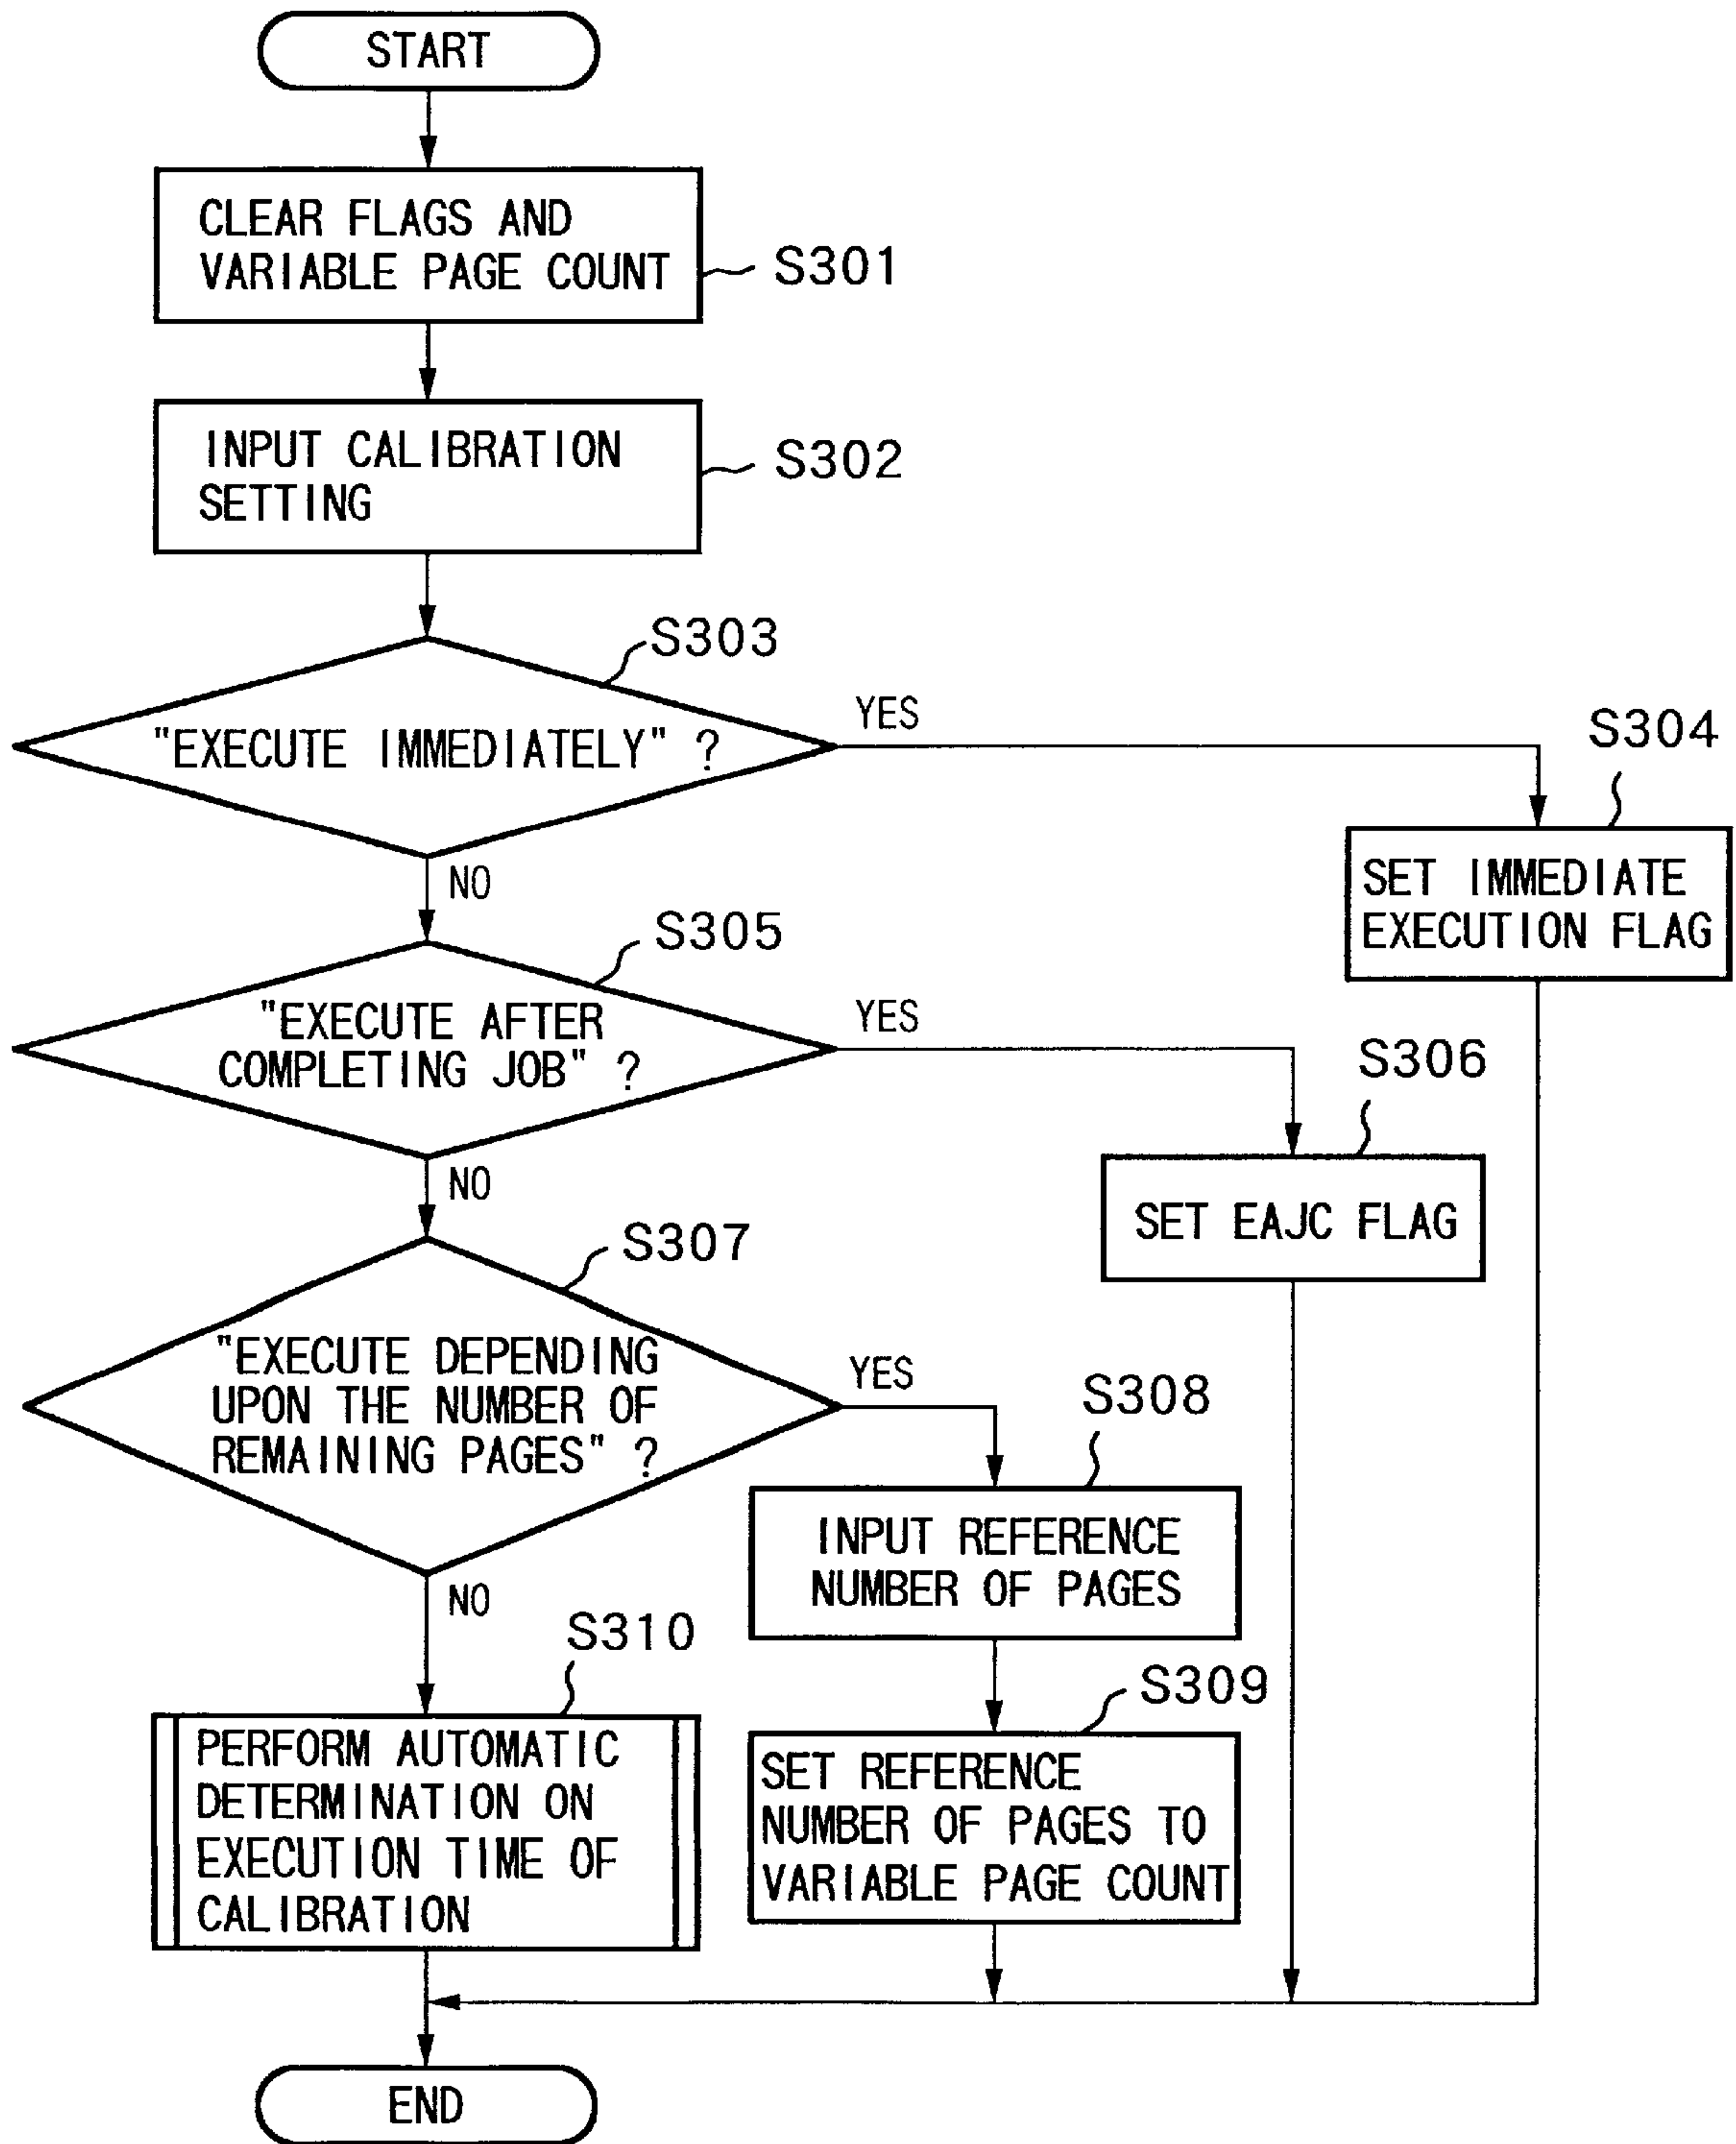 START
CLEAR FLAGS AND
VARIABLE PAGE COUNT
S301
INPUT CALIBRATION
SETTING
S302
S303
"EXECUTE IMMEDIATELY" ?
YES
NO
S304
SET IMMEDIATE
EXECUTION FLAG
S305
"EXECUTE AFTER
COMPLETING JOB" ?
YES
NO
S306
SET EAJC FLAG
S307
"EXECUTE DEPENDING
UPON THE NUMBER OF
REMAINING PAGES" ?
YES
NO
S308
INPUT REFERENCE
NUMBER OF PAGES
S309
SET REFERENCE
NUMBER OF PAGES TO
VARIABLE PAGE COUNT
S310
PERFORM AUTOMATIC
DETERMINATION ON
EXECUTION TIME OF
CALIBRATION
END